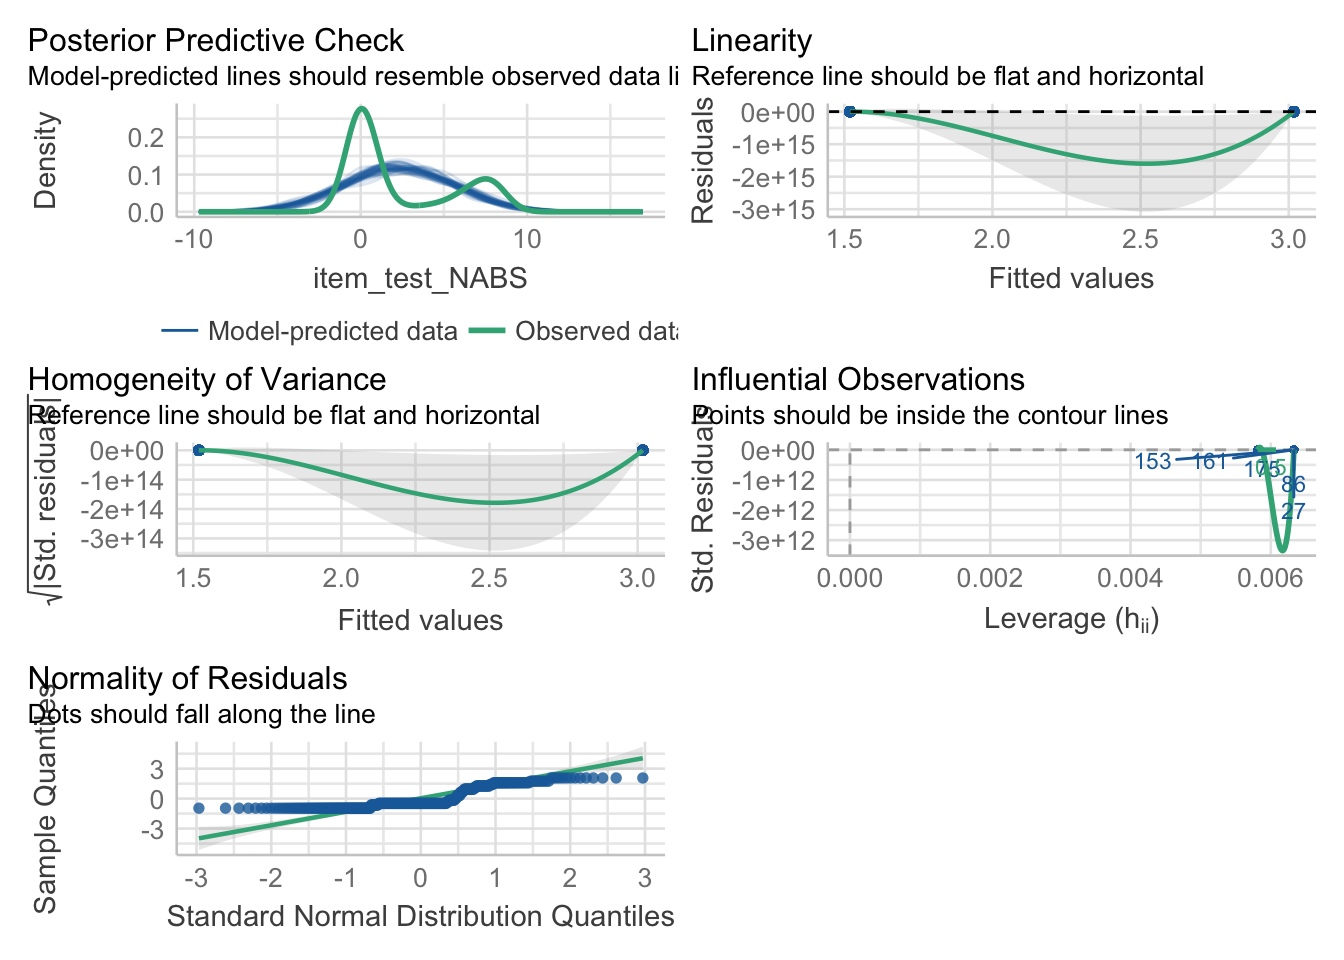 Posterior Predictive Check
Model-predicted lines should resemble observed data li
0.2
0.1
0.0
Density
-10 0 10
item_test_NABS
Model-predicted data Observed data
Linearity
Reference line should be flat and horizontal
0e+00
-1e+15
-2e+15
-3e+15
Residuals
1.5 2.0 2.5 3.0
Fitted values
Homogeneity of Variance
Reference line should be flat and horizontal
0e+00
-1e+14
-2e+14
-3e+14
√|Std. residuals|
1.5 2.0 2.5 3.0
Fitted values
Influential Observations
Points should be inside the contour lines
0e+00
-1e+12
-2e+12
-3e+12
Std. Residuals
153 161 175
86
27
0.000 0.002 0.004 0.006
Leverage (hii)
Normality of Residuals
Dots should fall along the line
3
0
-3
Sample Quantiles
-3 -2 -1 0 1 2 3
Standard Normal Distribution Quantiles